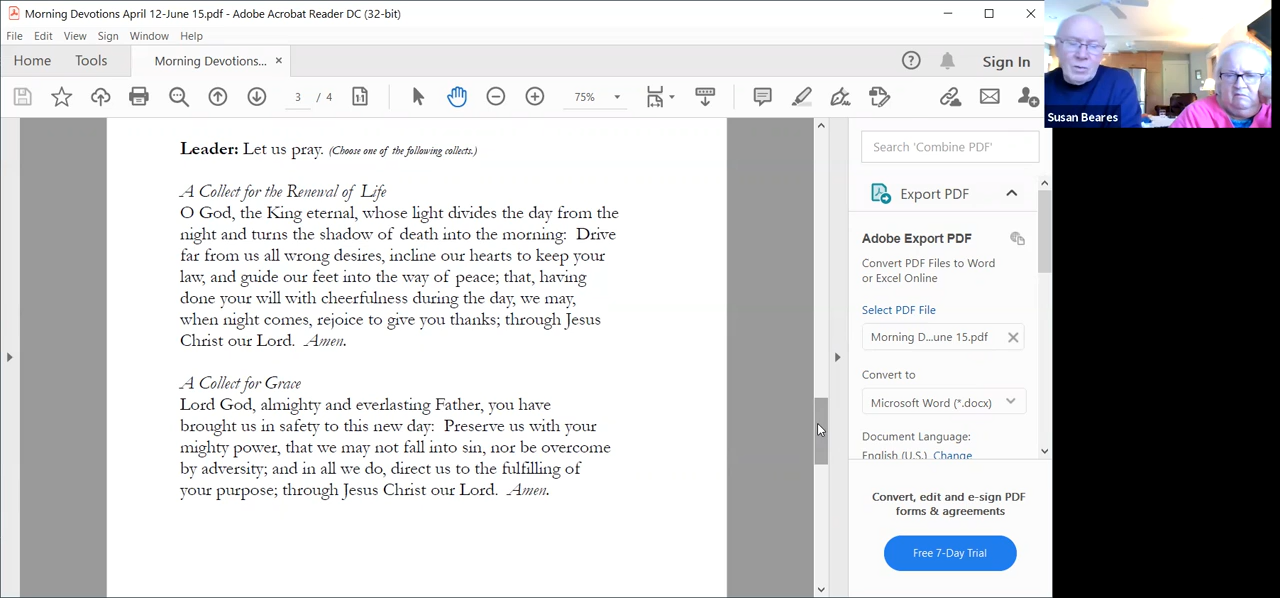 Morning Devotions April 12-June 15.pdf - Adobe Acrobat Reader DC (32-bit)
File Edit View Sign Window Help
Home Tools Morning Devotions... × Sign In
3 / 4 75%
Susan Beares
Leader: Let us pray. (Choose one of the following collects.)
A Collect for the Renewal of Life
O God, the King eternal, whose light divides the day from the
night and turns the shadow of death into the morning: Drive
far from us all wrong desires, incline our hearts to keep your
law, and guide our feet into the way of peace; that, having
done your will with cheerfulness during the day, we may,
when night comes, rejoice to give you thanks; through Jesus
Christ our Lord. Amen.
A Collect for Grace
Lord God, almighty and everlasting Father, you have
brought us in safety to this new day: Preserve us with your
mighty power, that we may not fall into sin, nor be overcome
by adversity; and in all we do, direct us to the fulfilling of
your purpose; through Jesus Christ our Lord. Amen.
Search 'Combine PDF'
Export PDF
Adobe Export PDF
Convert PDF Files to Word
or Excel Online
Select PDF File
Morning D...une 15.pdf
Convert to
Microsoft Word (*.docx)
Document Language:
English (U.S.) Change
Convert, edit and e-sign PDF
forms & agreements
Free 7-Day Trial